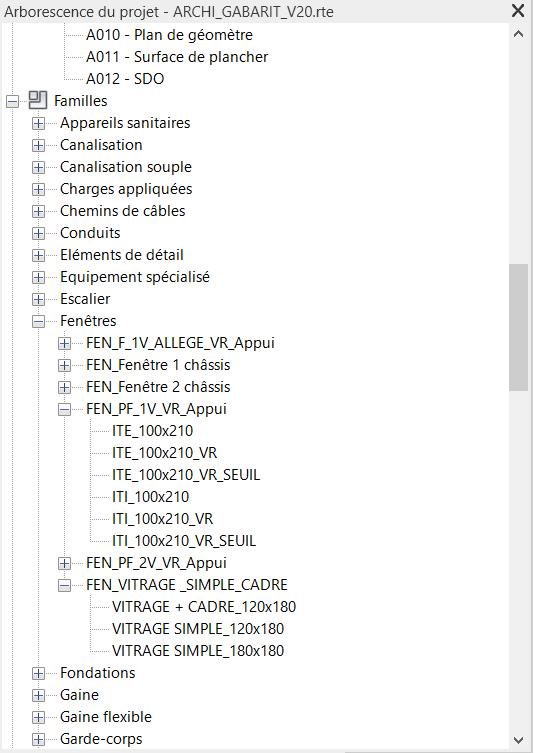 Arborescence du projet - ARCHI_GABARIT_V20.rte
A010 - Plan de géomètre
A011 - Surface de plancher
A012 - SDO
Familles
Appareils sanitaires
Canalisation
Canalisation souple
Charges appliquées
Chemins de câbles
Conduits
Eléments de détail
Equipement spécialisé
Escalier
Fenêtres
FEN_F_1V_ALLEGE_VR_Appui
FEN_Fenêtre 1 châssis
FEN_Fenêtre 2 châssis
FEN_PF_1V_VR_Appui
ITE_100x210
ITE_100x210_VR
ITE_100x210_VR_SEUIL
ITI_100x210
ITI_100x210_VR
ITI_100x210_VR_SEUIL
FEN_PF_2V_VR_Appui
FEN_VITRAGE _SIMPLE_CADRE
VITRAGE + CADRE_120x180
VITRAGE SIMPLE_120x180
VITRAGE SIMPLE_180x180
Fondations
Gaine
Gaine flexible
Garde-corps